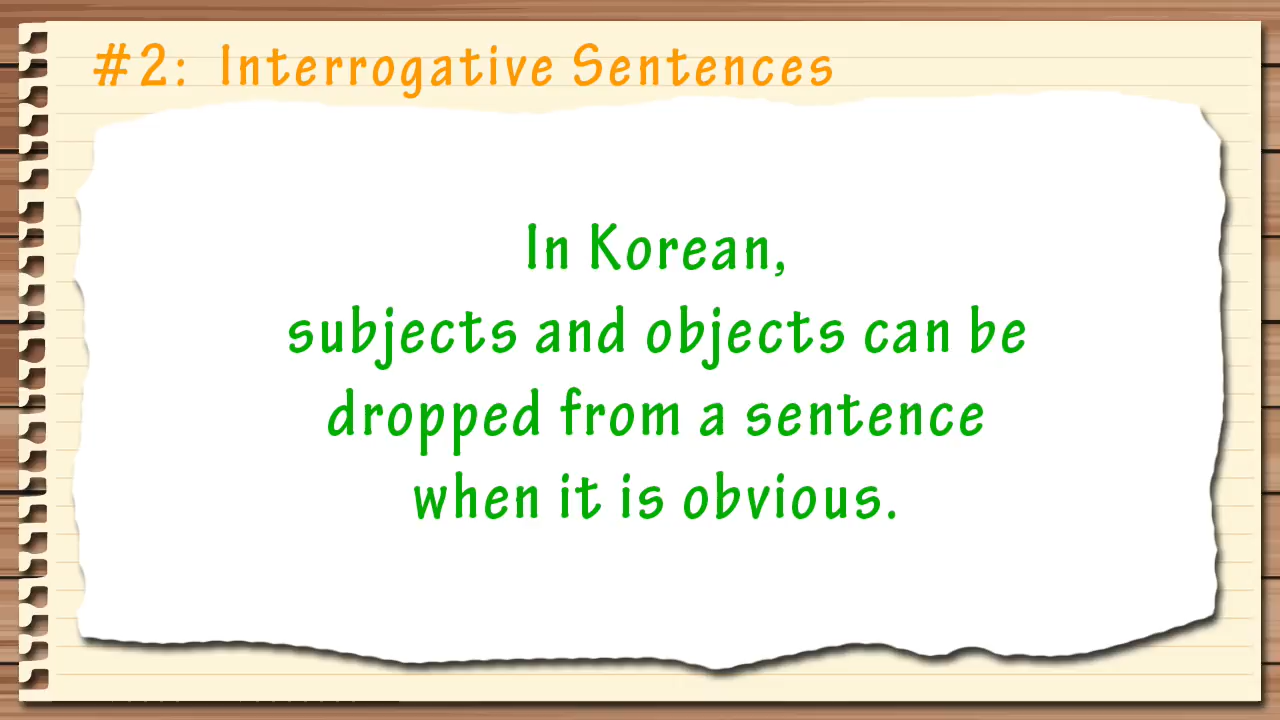 #2: Interrogative Sentences
In Korean,
subjects and objects can be
dropped from a sentence
when it is obvious.